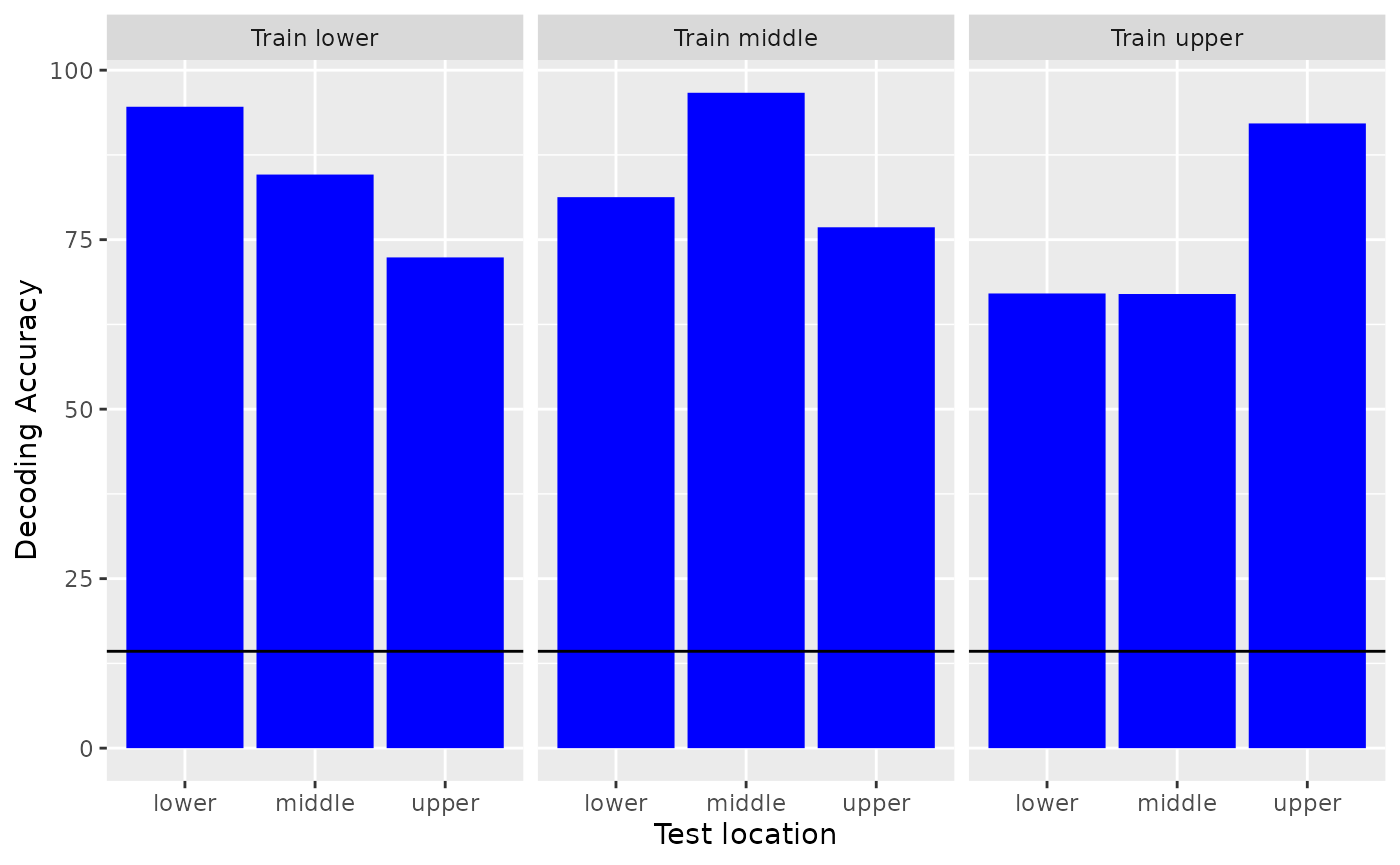 Train lower
Train middle
Train upper
100
75
50
25
0
Decoding Accuracy
lower middle upper
lower middle upper
lower middle upper
Test location